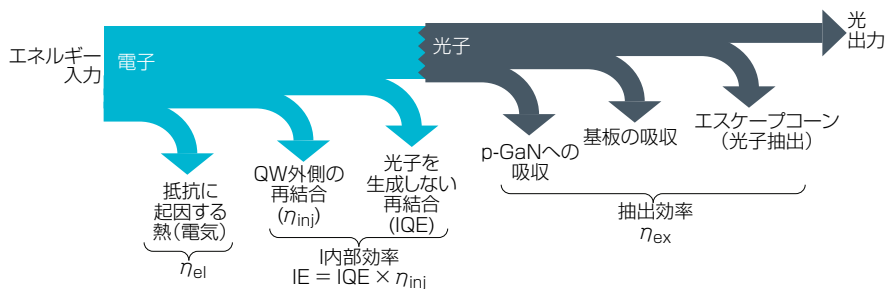 エネルギー
入力
電子
光子
光
出力
抵抗に
起因する
熱（電気）
ηel
QW外側の
再結合
(ηinj)
光子を
生成しない
再結合
(IQE)
I内部効率
IE = IQE × ηinj
p-GaNへの
吸収
基板の吸収
エスケープコーン
（光子抽出）
抽出効率
ηex